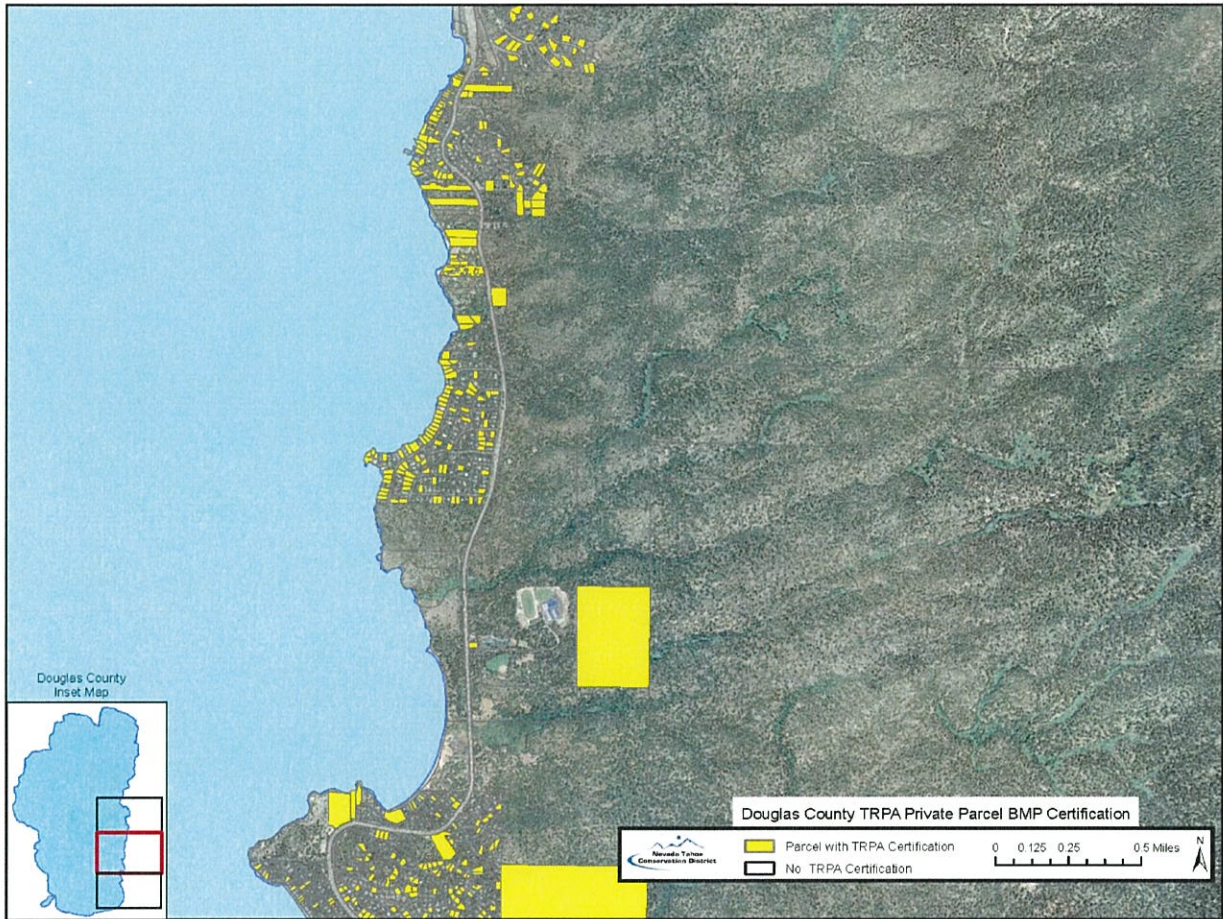 Douglas County
Inset Map
Douglas County TRPA Private Parcel BMP Certification
Nevada Tahoe
Conservation District
Parcel with TRPA Certification
No TRPA Certification
0 0.125 0.25 0.5 Miles
N